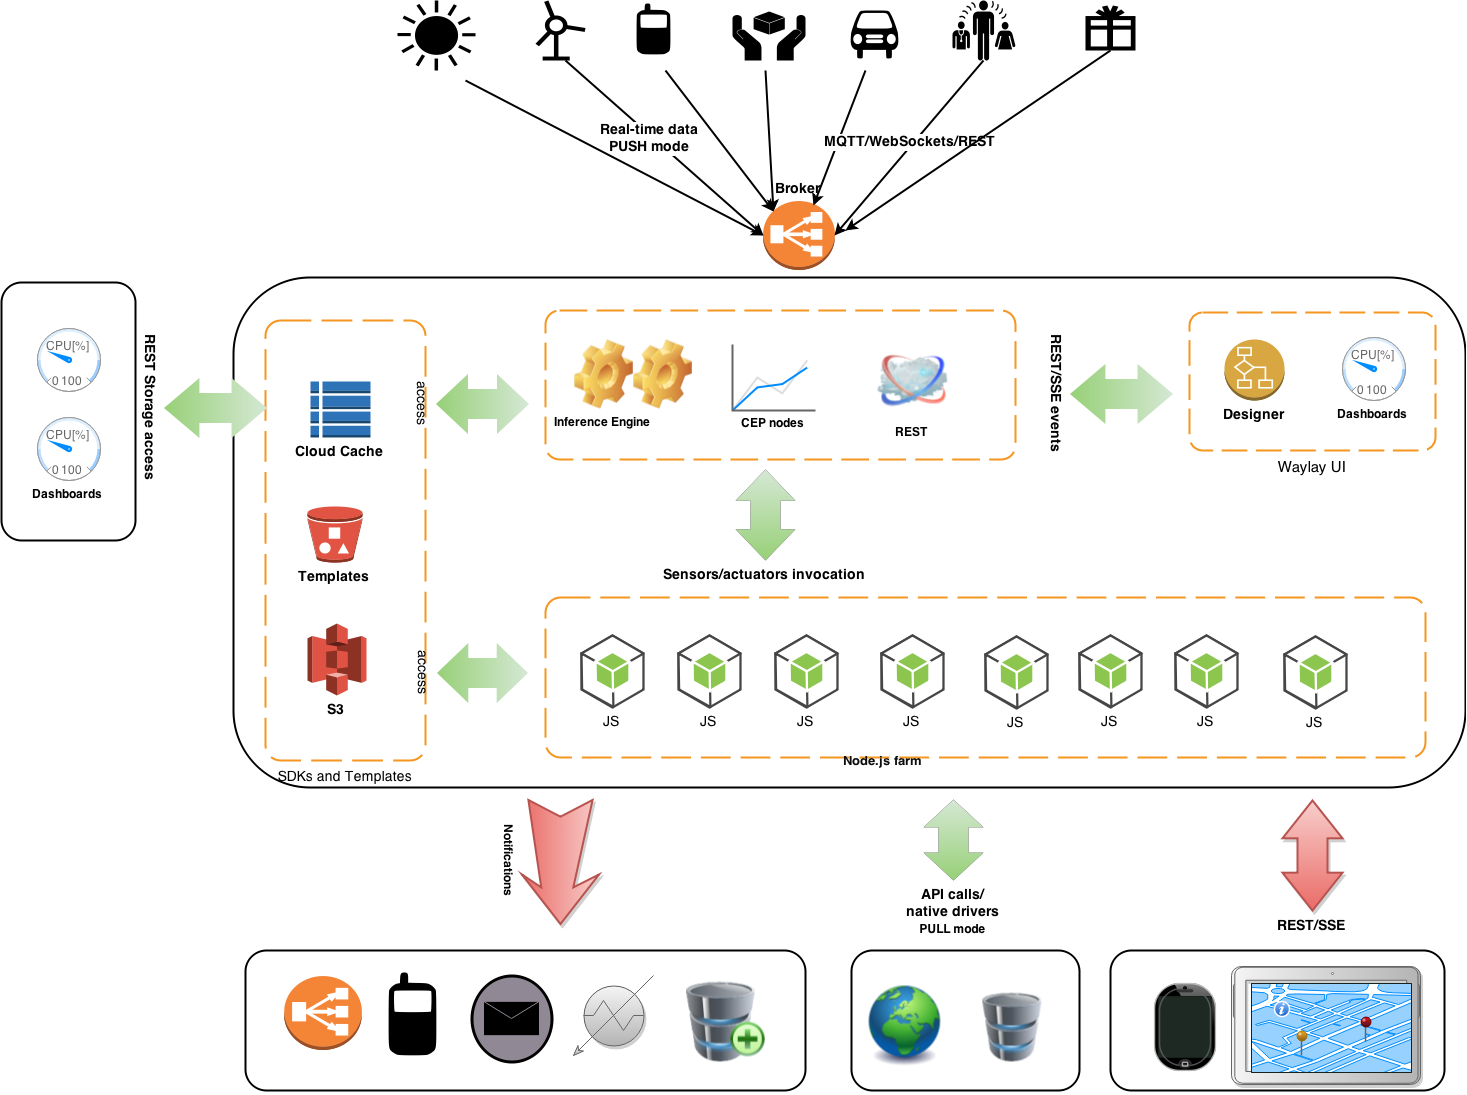 Real-time data
PUSH mode
MQTT/WebSockets/REST
Broker
CPU[%]
0 100
CPU[%]
0 100
Dashboards
REST Storage access
Cloud Cache
Templates
S3
SDKs and Templates
access
access
Inference Engine
CEP nodes
REST
REST/SSE events
Designer
CPU[%]
0 100
Dashboards
Waylay UI
Sensors/actuators invocation
JS
JS
JS
JS
JS
JS
JS
JS
Node.js farm
Notifications
API calls/
native drivers
PULL mode
REST/SSE
i